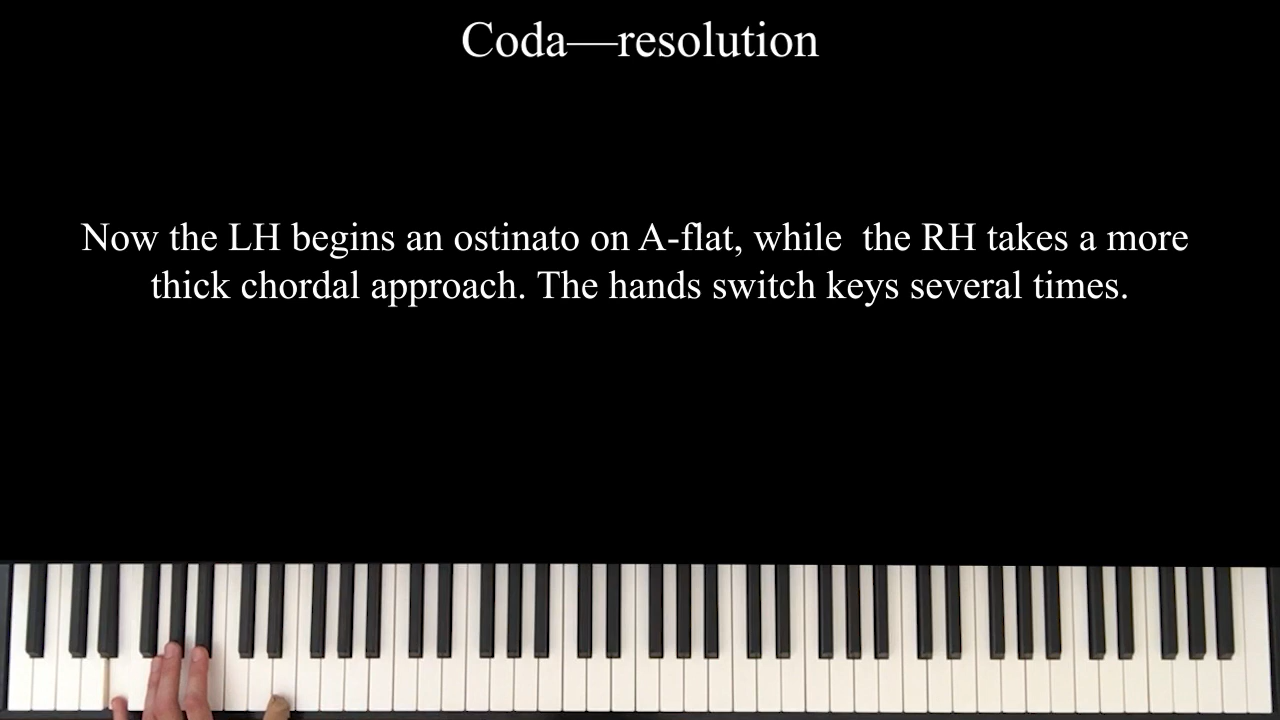 Coda—resolution
Now the LH begins an ostinato on A-flat, while  the RH takes a more
thick chordal approach. The hands switch keys several times.